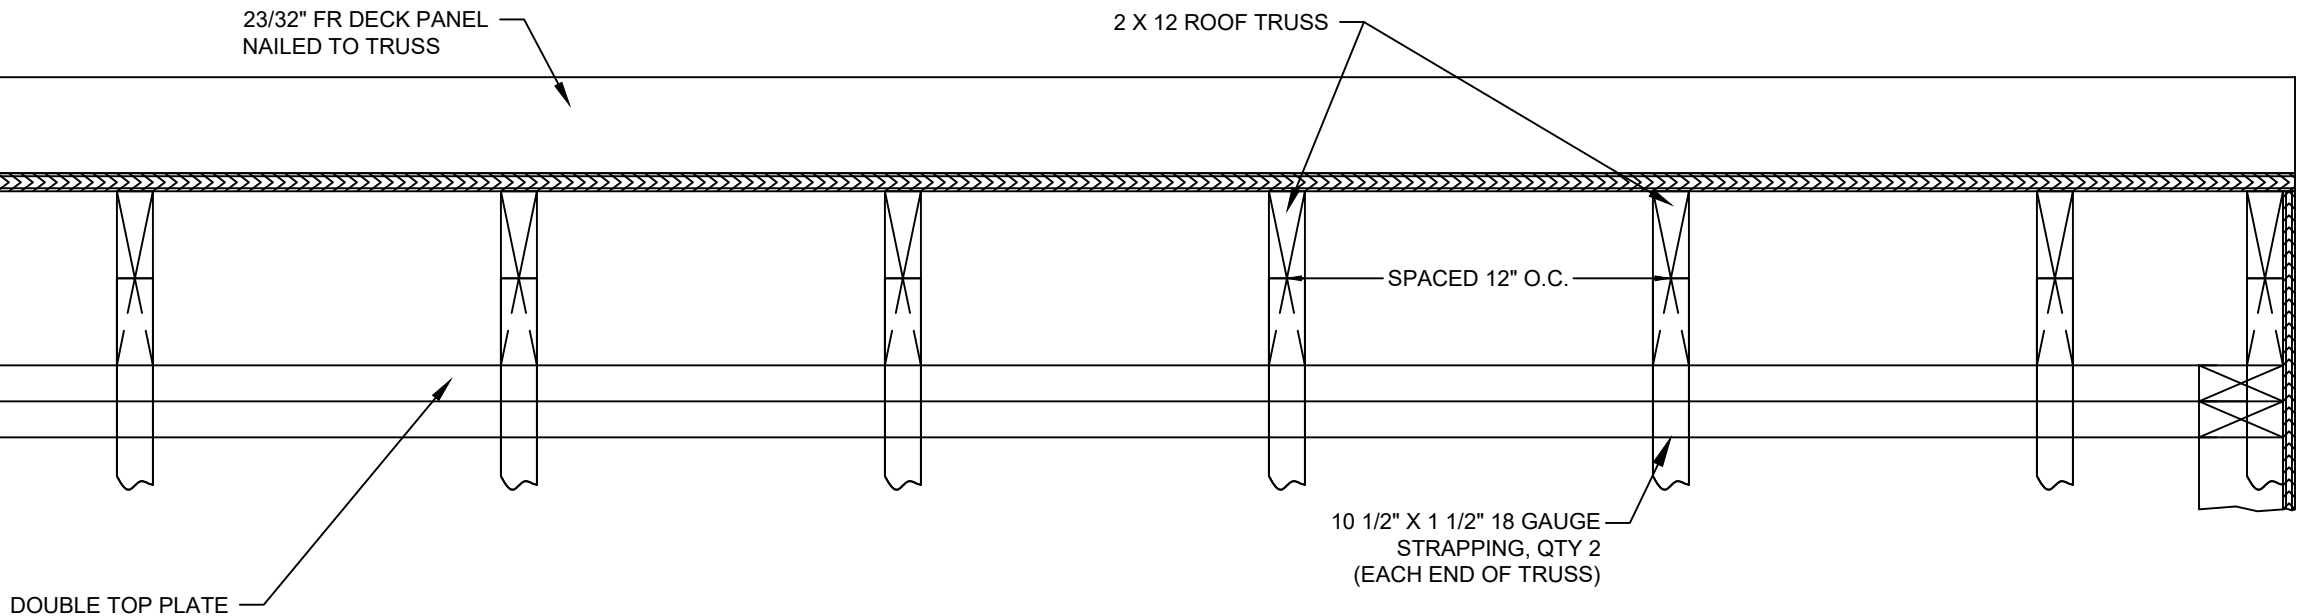 23/32" FR DECK PANEL
NAILED TO TRUSS
2 X 12 ROOF TRUSS
SPACED 12" O.C.
10 1/2" X 1 1/2" 18 GAUGE
STRAPPING, QTY 2
(EACH END OF TRUSS)
DOUBLE TOP PLATE